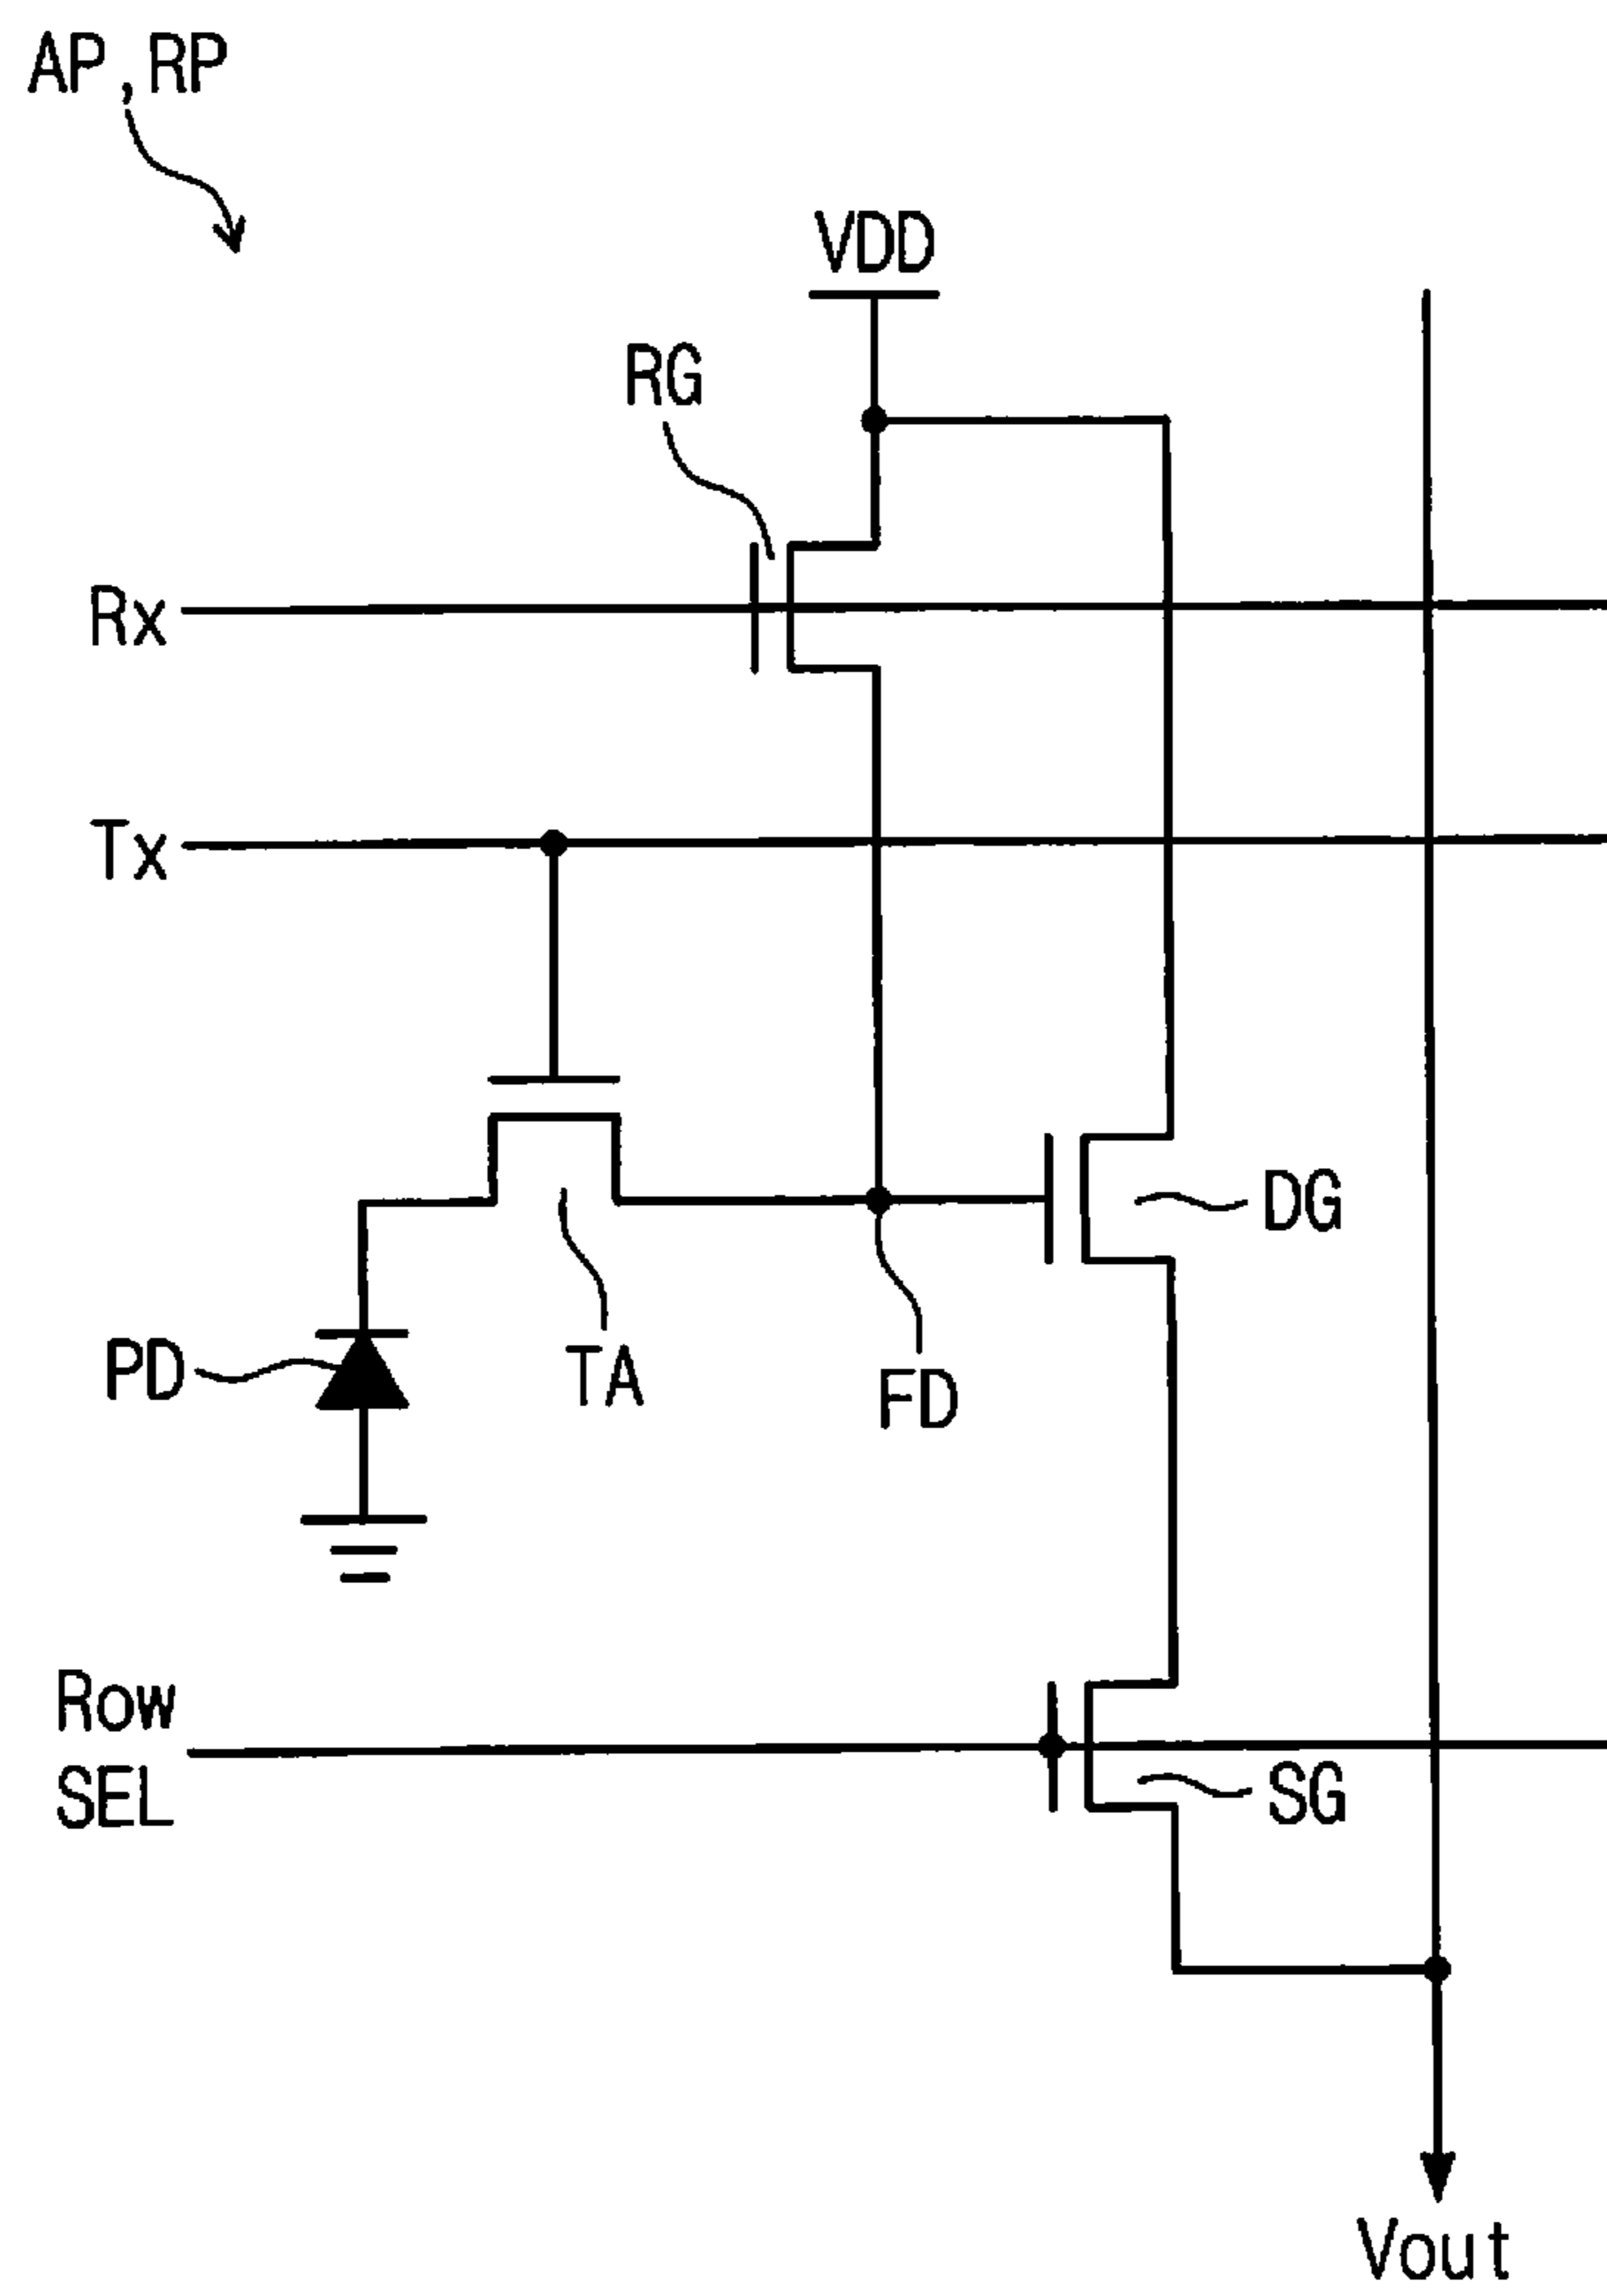 AP,RP
VDD
RG
Rx
Tx
DG
PD
TA
FD
Row
SEL
SG
Vout